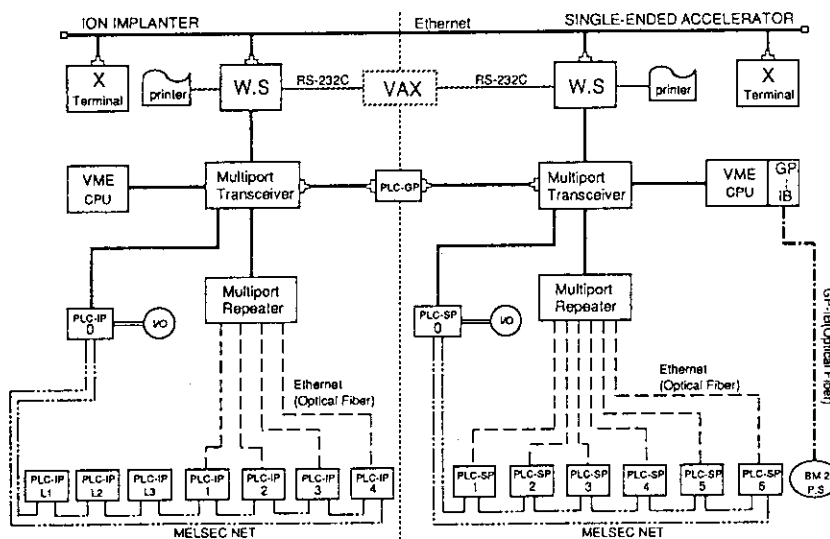 ION IMPLANTER
Ethernet
SINGLE-ENDED ACCELERATOR
X
Terminal
printer
W.S
RS-232C
VAX
RS-232C
W.S
printer
X
Terminal
VME
CPU
Multiport
Transceiver
PLC-GP
Multiport
Transceiver
VME
CPU
GP
IB
Multiport
Repeater
Multiport
Repeater
PLC-IP
0
I/O
PLC-SP
0
I/O
GP-IB(Optical Fiber)
Ethernet
(Optical Fiber)
Ethernet
(Optical Fiber)
PLC-IP
L1
PLC-IP
L2
PLC-IP
L3
PLC-IP
1
PLC-IP
2
PLC-IP
3
PLC-IP
4
PLC-SP
1
PLC-SP
2
PLC-SP
3
PLC-SP
4
PLC-SP
5
PLC-SP
6
BM 2
P.S.
MELSEC NET
MELSEC NET